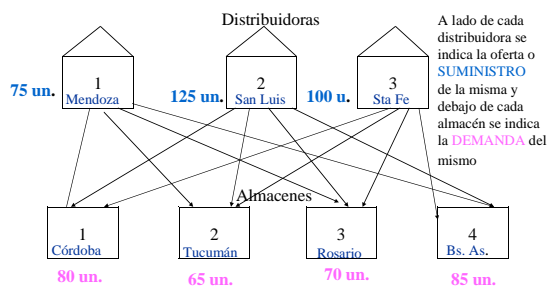 Distribuidoras
A lado de cada
distribuidora se
indica la oferta o
SUMINISTRO
de la misma y
debajo de cada
almacén se indica
la DEMANDA del
mismo
75 un.
1
Mendoza
125 un.
2
San Luis
100 u.
3
Sta Fe
Almacenes
1
Córdoba
2
Tucumán
3
Rosario
4
Bs. As.
80 un.
65 un.
70 un.
85 un.